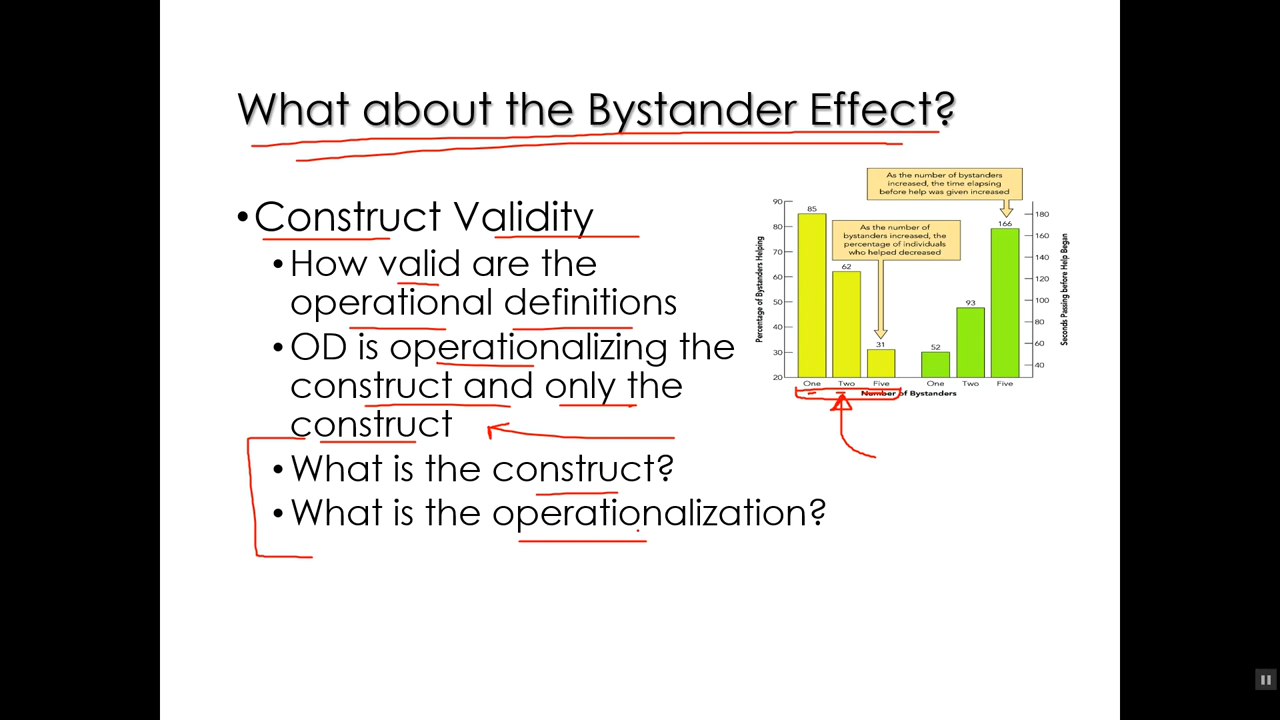 What about the Bystander Effect?
•Construct Validity
•How valid are the
operational definitions
•OD is operationalizing the
construct and only the
construct
•What is the construct?
•What is the operationalization?
As the number of bystanders
increased, the time elapsing
before help was given increased
As the number of
bystanders increased, the
percentage of individuals
who helped decreased
Percentage of Bystanders Helping
90
80
70
60
50
40
30
20
85
62
31
52
93
166
180
160
140
120
100
80
60
40
Seconds Passing before Help Began
One Two Five One Two Five
Number of Bystanders